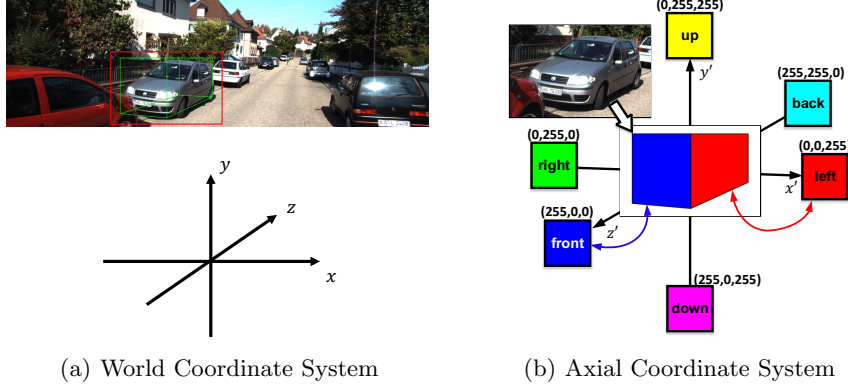 y
z
x
(a) World Coordinate System
(0,255,255)
up
y′
(255,255,0)
back
(0,255,0)
right
(0,0,255)
left
x′
(255,0,0)
front
z′
(255,0,255)
down
(b) Axial Coordinate System